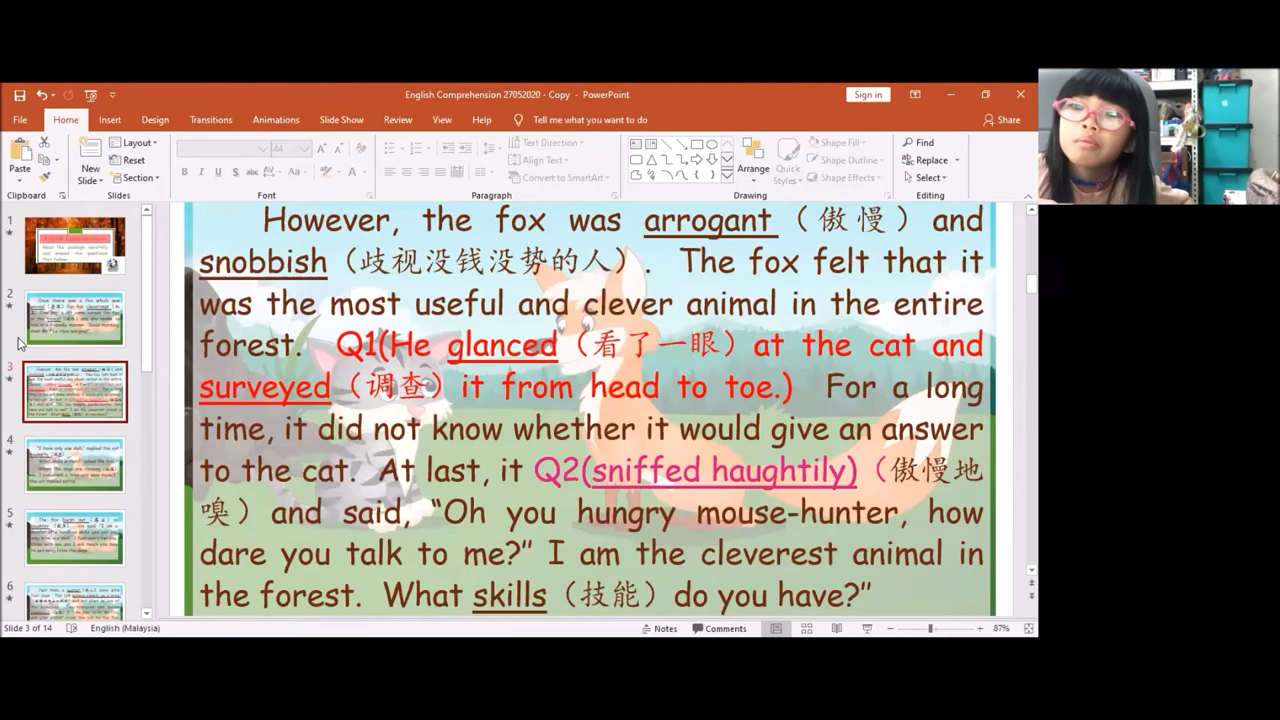 English Comprehension 27052020 - Copy - PowerPoint
Sign in
File Home Insert Design Transitions Animations Slide Show Review View Help Tell me what you want to do Share
Paste
New Slide
Layout
Reset
Section
44
Text Direction
Align Text
Convert to SmartArt
Arrange
Quick Styles
Shape Fill
Shape Outline
Shape Effects
Find
Replace
Select
Clipboard Slides Font Paragraph Drawing Editing
1
2
3
4
5
6
However, the fox was arrogant（傲慢）and
snobbish（歧视没钱没势的人）. The fox felt that it
was the most useful and clever animal in the entire
forest. Q1(He glanced（看了一眼）at the cat and
surveyed（调查）it from head to toe.) For a long
time, it did not know whether it would give an answer
to the cat. At last, it Q2(sniffed haughtily)（傲慢地
嗅）and said, “Oh you hungry mouse-hunter, how
dare you talk to me?” I am the cleverest animal in
the forest. What skills（技能）do you have?”
Slide 3 of 14 English (Malaysia) Notes Comments 87%